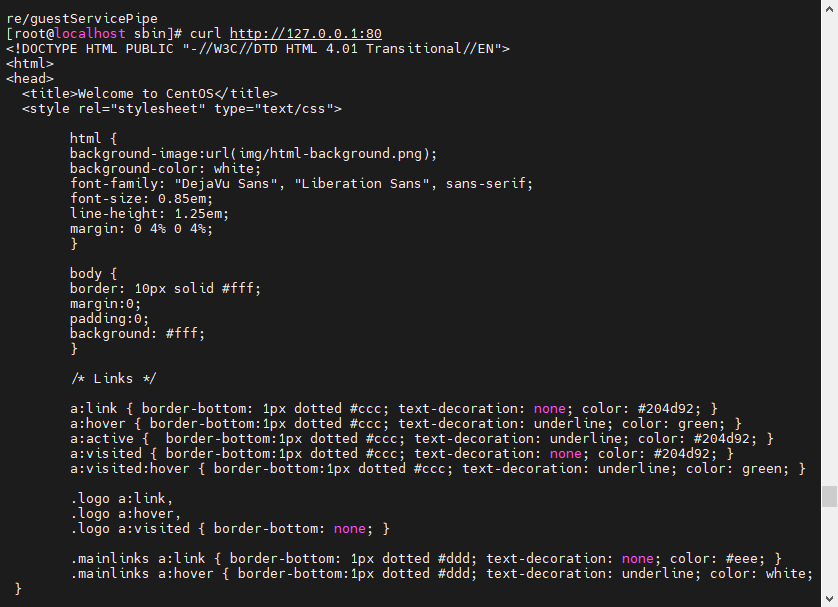 re/guestServicePipe
[root@localhost sbin]# curl http://127.0.0.1:80
<!DOCTYPE HTML PUBLIC "-//W3C//DTD HTML 4.01 Transitional//EN">
<html>
<head>
  <title>Welcome to CentOS</title>
  <style rel="stylesheet" type="text/css">

        html {
        background-image:url(img/html-background.png);
        background-color: white;
        font-family: "DejaVu Sans", "Liberation Sans", sans-serif;
        font-size: 0.85em;
        line-height: 1.25em;
        margin: 0 4% 0 4%;
        }

        body {
        border: 10px solid #fff;
        margin:0;
        padding:0;
        background: #fff;
        }

        /* Links */

        a:link { border-bottom: 1px dotted #ccc; text-decoration: none; color: #204d92; }
        a:hover { border-bottom:1px dotted #ccc; text-decoration: underline; color: green; }
        a:active {  border-bottom:1px dotted #ccc; text-decoration: underline; color: #204d92; }
        a:visited { border-bottom:1px dotted #ccc; text-decoration: none; color: #204d92; }
        a:visited:hover { border-bottom:1px dotted #ccc; text-decoration: underline; color: green; }

        .logo a:link,
        .logo a:hover,
        .logo a:visited { border-bottom: none; }

        .mainlinks a:link { border-bottom: 1px dotted #ddd; text-decoration: none; color: #eee; }
        .mainlinks a:hover { border-bottom:1px dotted #ddd; text-decoration: underline; color: white;
 }